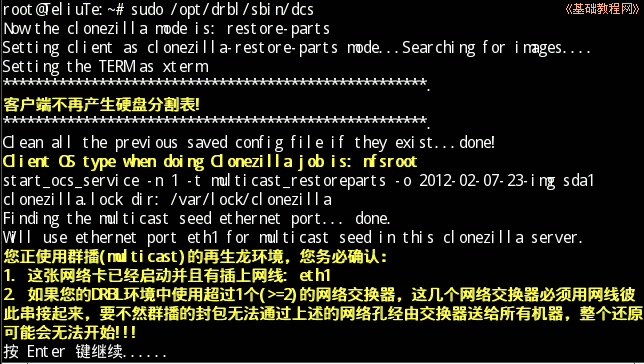 《基础教程网》
root@TeliuTe:~# sudo /opt/drbl/sbin/dcs
Now the clonezilla mode is: restore-parts
Setting client as clonezilla-restore-parts mode...Searching for images....
Setting the TERM as xterm
*****************************************************.
客户端不再产生硬盘分割表!
*****************************************************.
Clean all the previous saved config file if they exist...done!
Client OS type when doing Clonezilla job is: nfsroot
start_ocs_service -n 1 -t multicast_restoreparts -o 2012-02-07-23-img sda1
clonezilla.lock dir: /var/lock/clonezilla
Finding the multicast seed ethernet port... done.
Will use ethernet port eth1 for multicast seed in this clonezilla server.
您正使用群播(multicast)的再生龙环境，您务必确认：
1. 这张网络卡已经启动并且有插上网线: eth1
2. 如果您的DRBL环境中使用超过1个(>=2)的网络交换器，这几个网络交换器必须用网线彼
此串接起来，要不然群播的封包无法通过上述的网络孔经由交换器送给所有机器，整个还原
可能会无法开始!!!
按 Enter 键继续......